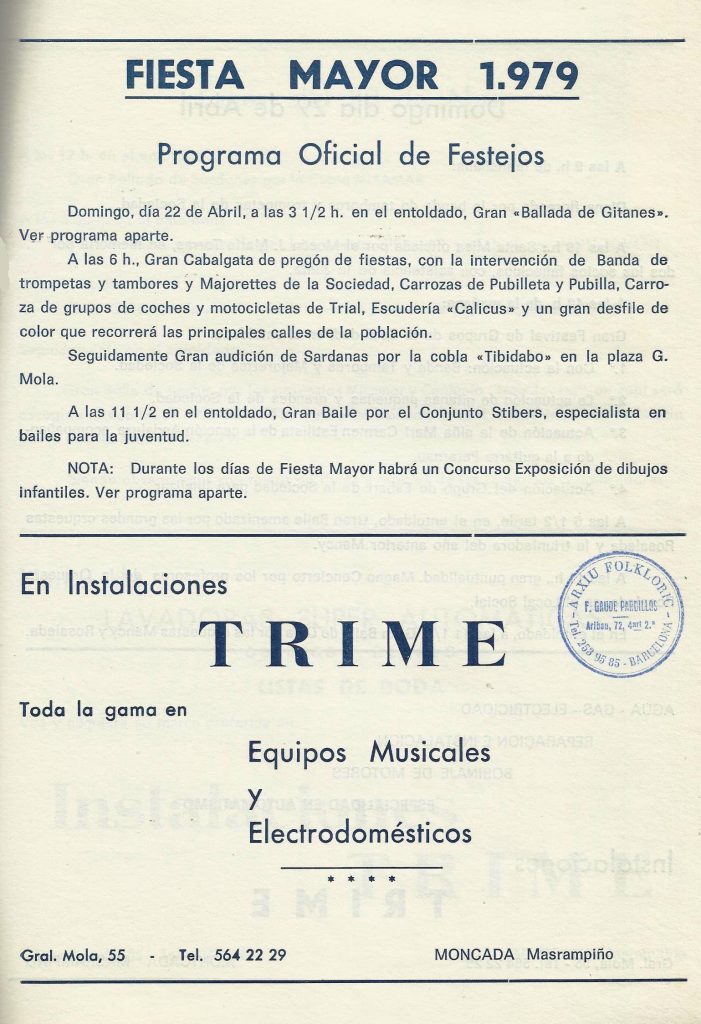 FIESTA MAYOR 1.979
Programa Oficial de Festejos
Domingo, día 22 de Abril, a las 3 1/2 h. en el entoldado, Gran «Ballada de Gitanes».
Ver programa aparte.
A las 6 h., Gran Cabalgata de pregón de fiestas, con la intervención de Banda de
trompetas y tambores y Majorettes de la Sociedad, Carrozas de Pubilleta y Pubilla, Carro-
za de grupos de coches y motocicletas de Trial, Escudería «Calicus» y un gran desfile de
color que recorrerá las principales calles de la población.
Seguidamente Gran audición de Sardanas por la cobla «Tibidabo» en la plaza G.
Mola.
A las 11 1/2 en el entoldado, Gran Baile por el Conjunto Stibers, especialista en
bailes para la juventud.
NOTA: Durante los días de Fiesta Mayor habrá un Concurso Exposición de dibujos
infantiles. Ver programa aparte.
ARXIU FOLKLORIC
Aribau, 72, 4art 2.ª
Tel. 253 95 85 - BARCELONA
En Instalaciones
TRIME
Toda la gama en
Equipos Musicales
y
Electrodomésticos
* * * *
Gral. Mola, 55 - Tel. 564 22 29 MONCADA Masrampiño